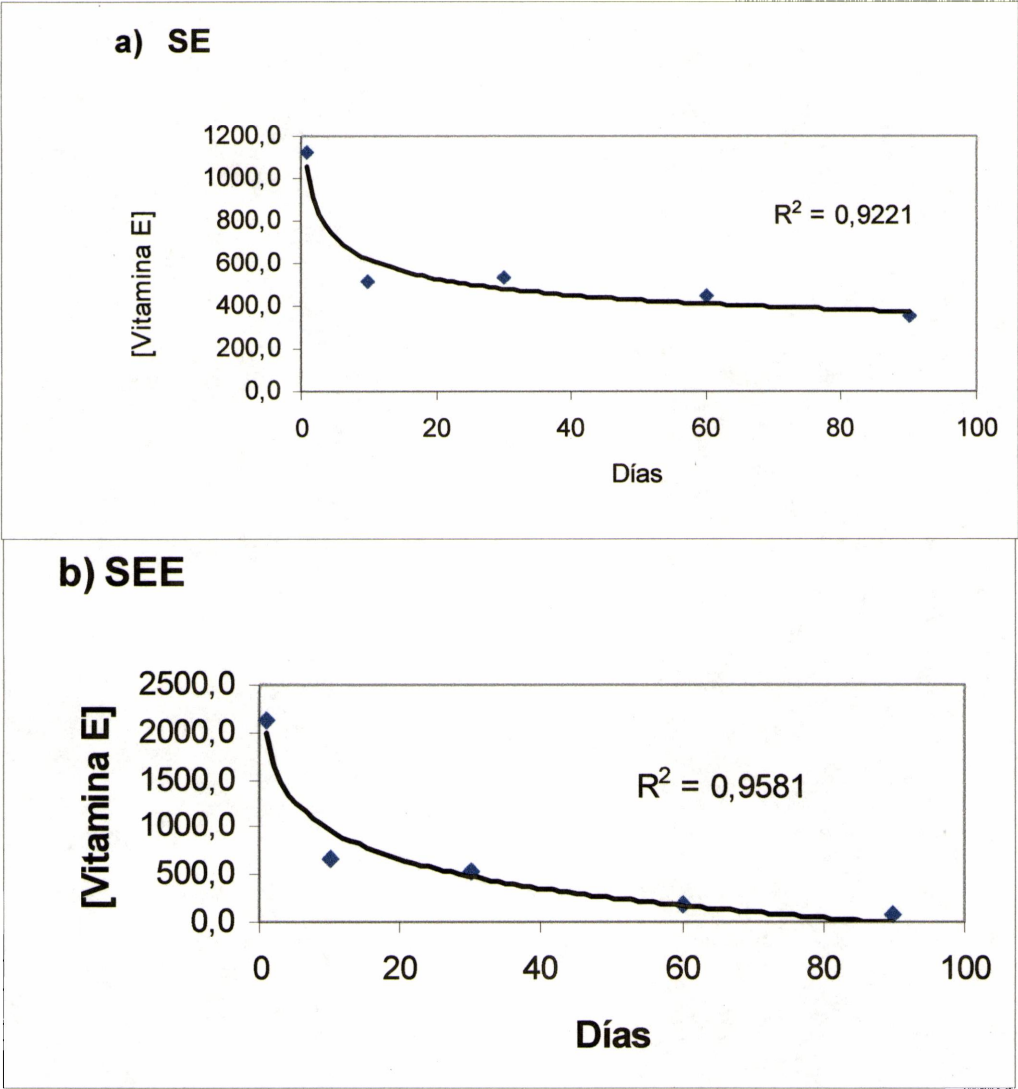 a) SE
1200,0
1000,0
800,0
600,0
400,0
200,0
0,0
[Vitamina E]
R² = 0,9221
0 20 40 60 80 100
Días
b) SEE
2500,0
2000,0
1500,0
1000,0
500,0
0,0
[Vitamina E]
R² = 0,9581
0 20 40 60 80 100
Días